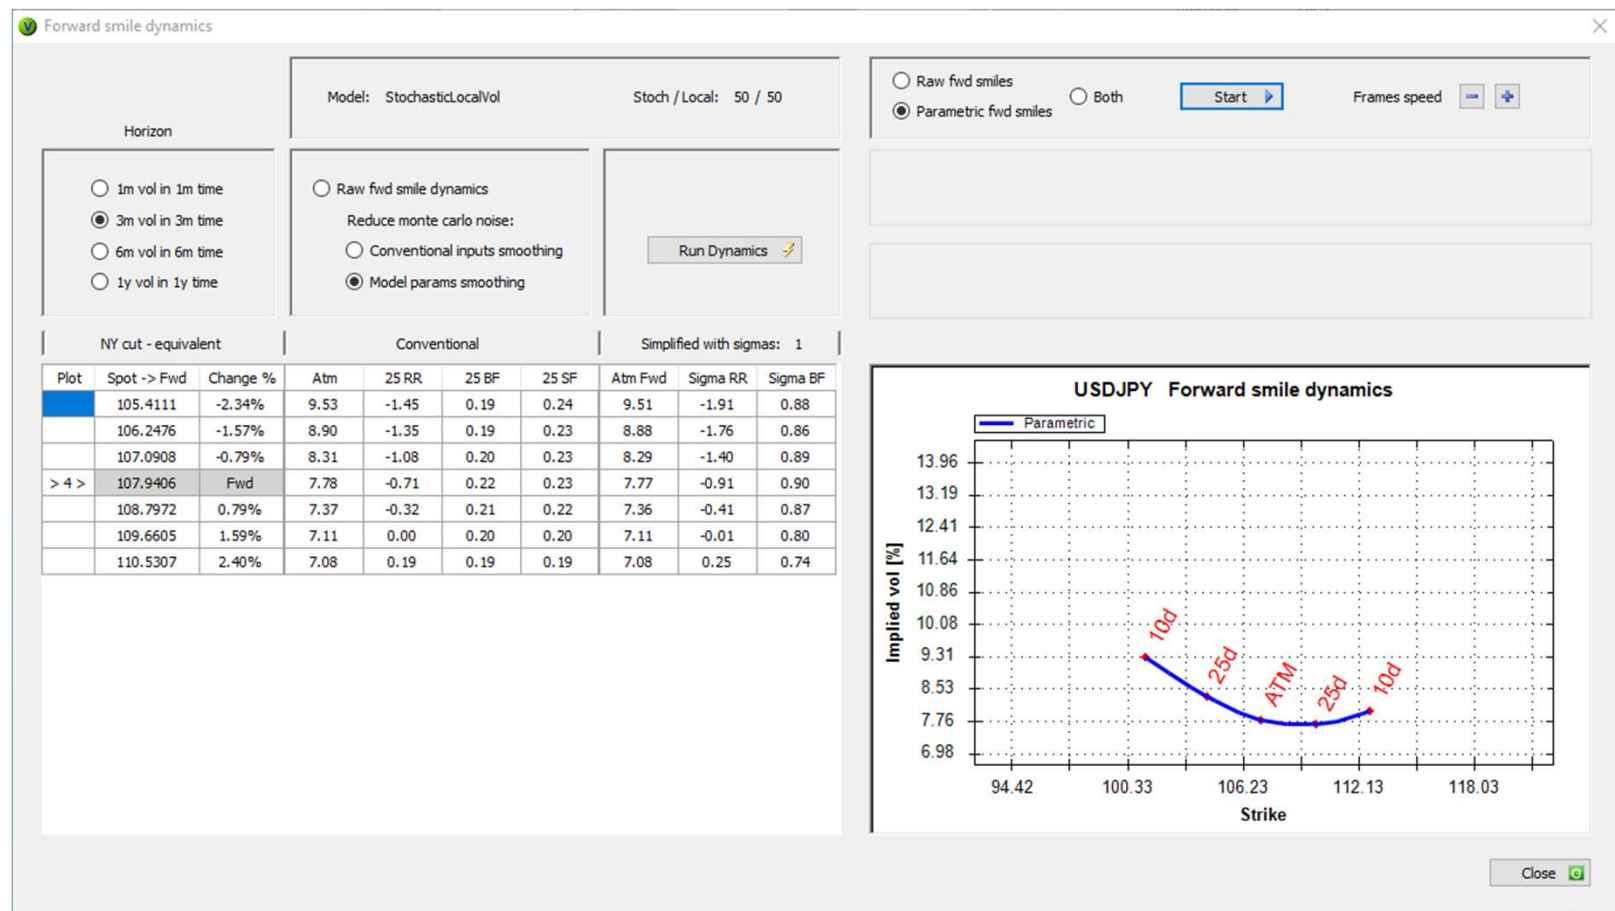 Forward smile dynamics
Horizon
Model: StochasticLocalVol Stoch / Local: 50 / 50
Raw fwd smiles
Parametric fwd smiles
Both
Start
Frames speed
1m vol in 1m time
3m vol in 3m time
6m vol in 6m time
1y vol in 1y time
Raw fwd smile dynamics
Reduce monte carlo noise:
Conventional inputs smoothing
Model params smoothing
Run Dynamics
NY cut - equivalent Conventional Simplified with sigmas: 1
Plot Spot -> Fwd Change % Atm 25 RR 25 BF 25 SF Atm Fwd Sigma RR Sigma BF
105.4111 -2.34% 9.53 -1.45 0.19 0.24 9.51 -1.91 0.88
106.2476 -1.57% 8.90 -1.35 0.19 0.23 8.88 -1.76 0.86
107.0908 -0.79% 8.31 -1.08 0.20 0.23 8.29 -1.40 0.89
> 4 > 107.9406 Fwd 7.78 -0.71 0.22 0.23 7.77 -0.91 0.90
108.7972 0.79% 7.37 -0.32 0.21 0.22 7.36 -0.41 0.87
109.6605 1.59% 7.11 0.00 0.20 0.20 7.11 -0.01 0.80
110.5307 2.40% 7.08 0.19 0.19 0.19 7.08 0.25 0.74
USDJPY Forward smile dynamics
Parametric
Implied vol [%]
13.96
13.19
12.41
11.64
10.86
10.08
9.31
8.53
7.76
6.98
10d
25d
ATM
25d
10d
94.42 100.33 106.23 112.13 118.03
Strike
Close